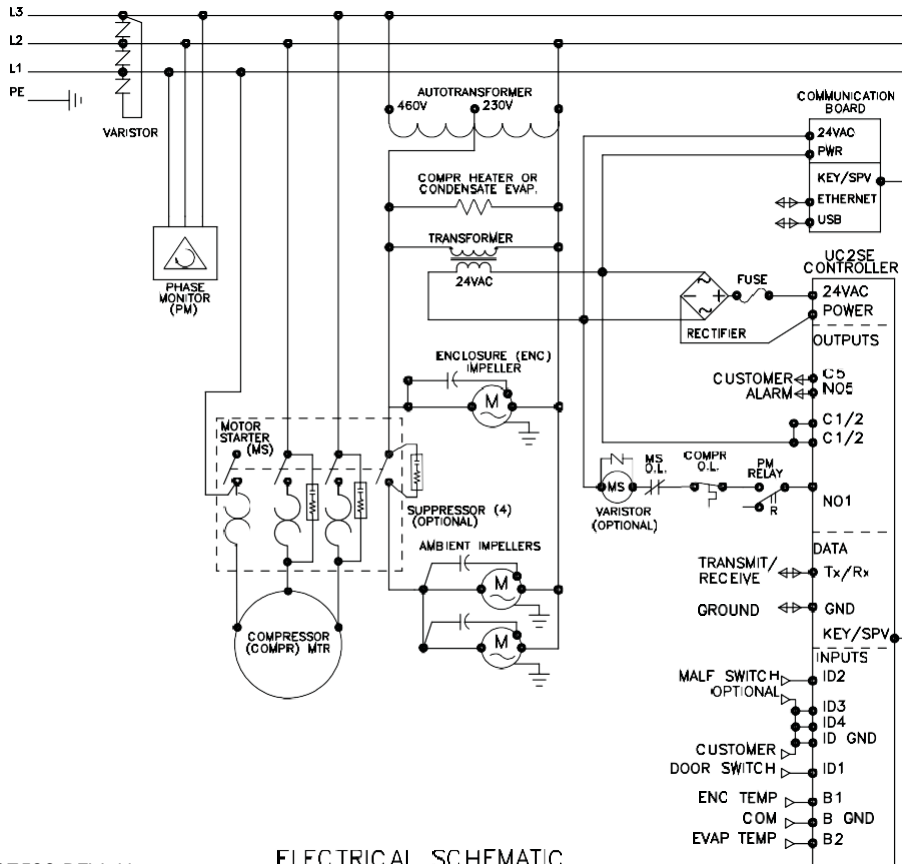 L3
L2
L1
PE
VARISTOR
AUTOTRANSFORMER
460V
230V
COMPR HEATER OR
CONDENSATE EVAP.
TRANSFORMER
24VAC
PHASE
MONITOR
(PM)
COMMUNICATION
BOARD
24VAC
PWR
KEY/SPV
ETHERNET
USB
UC2SE
CONTROLLER
FUSE
24VAC
POWER
RECTIFIER
OUTPUTS
ENCLOSURE (ENC)
IMPELLER
M
CUSTOMER
ALARM
C5
NO5
C1/2
C1/2
MOTOR
STARTER
(MS)
MS
O.L.
COMPR
O.L.
PM
RELAY
MS
R
NO1
VARISTOR
(OPTIONAL)
SUPPRESSOR (4)
(OPTIONAL)
AMBIENT IMPELLERS
M
M
COMPRESSOR
(COMPR) MTR
DATA
TRANSMIT/
RECEIVE
Tx/Rx
GROUND
GND
KEY/SPV
INPUTS
MALF SWITCH
ID2
OPTIONAL
ID3
ID4
ID GND
CUSTOMER
DOOR SWITCH
ID1
ENC TEMP
B1
COM
B GND
EVAP TEMP
B2
ELECTRICAL SCHEMATIC